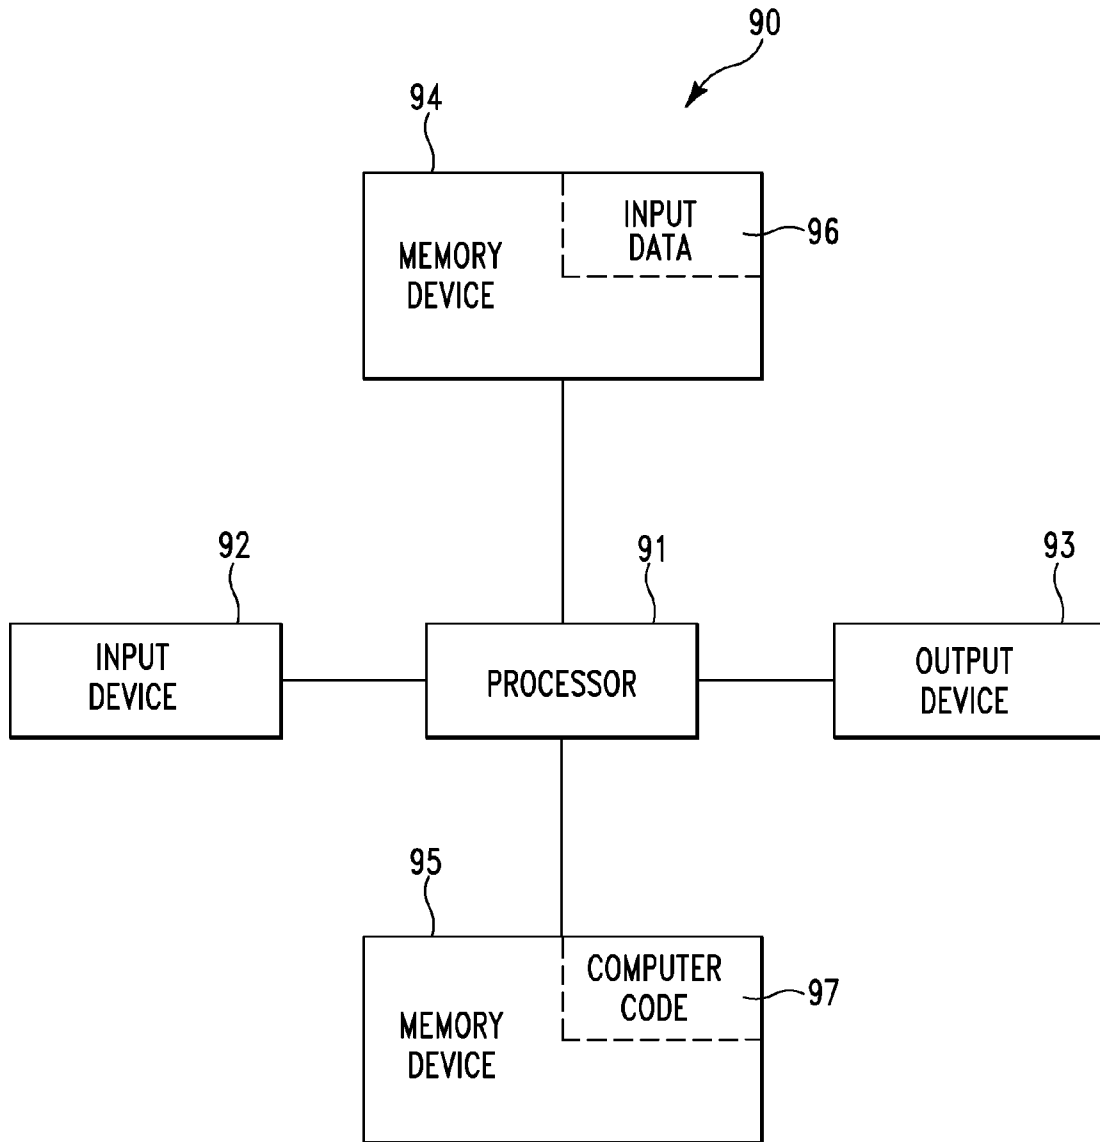 90
94
INPUT
DATA
96
MEMORY
DEVICE
92
91
93
INPUT
DEVICE
PROCESSOR
OUTPUT
DEVICE
95
COMPUTER
CODE
97
MEMORY
DEVICE